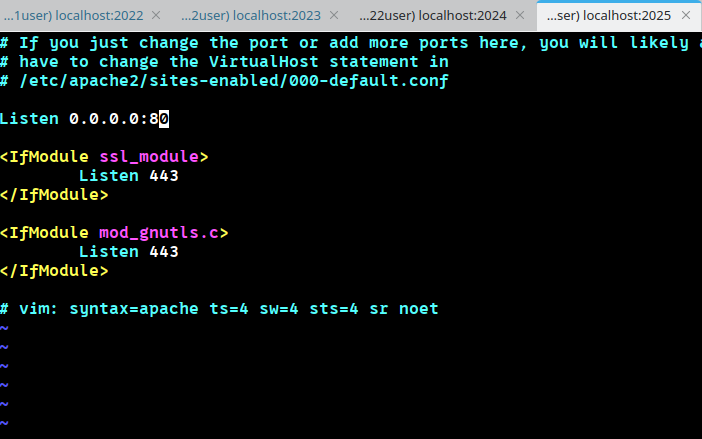 ...1user) localhost:2022 × ...2user) localhost:2023 × ...22user) localhost:2024 × ...ser) localhost:2025 ×
# If you just change the port or add more ports here, you will likely a
# have to change the VirtualHost statement in
# /etc/apache2/sites-enabled/000-default.conf
Listen 0.0.0.0:80
<IfModule ssl_module>
        Listen 443
</IfModule>
<IfModule mod_gnutls.c>
        Listen 443
</IfModule>
# vim: syntax=apache ts=4 sw=4 sts=4 sr noet
~
~
~
~
~
~